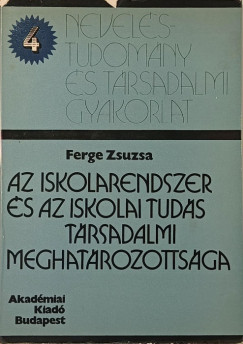 4
NEVELÉS-
TUDOMÁNY
ÉS TÁRSADALMI
GYAKORLAT
Ferge Zsuzsa
AZ ISKOLARENDSZER
ÉS AZ ISKOLAI TUDÁS
TÁRSADALMI
MEGHATÁROZOTTSÁGA
Akadémiai
Kiadó
Budapest